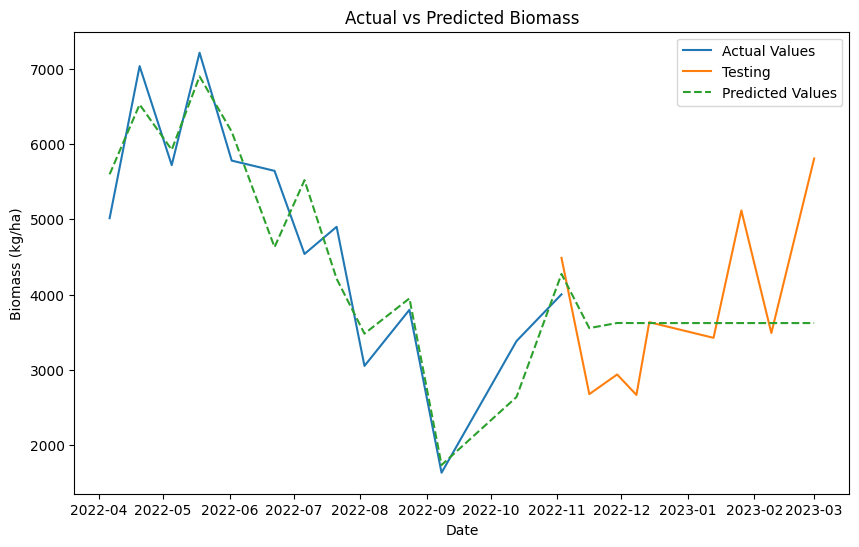 Actual vs Predicted Biomass
Actual Values
Testing
Predicted Values
Biomass (kg/ha)
7000
6000
5000
4000
3000
2000
2022-04 2022-05 2022-06 2022-07 2022-08 2022-09 2022-10 2022-11 2022-12 2023-01 2023-02 2023-03
Date